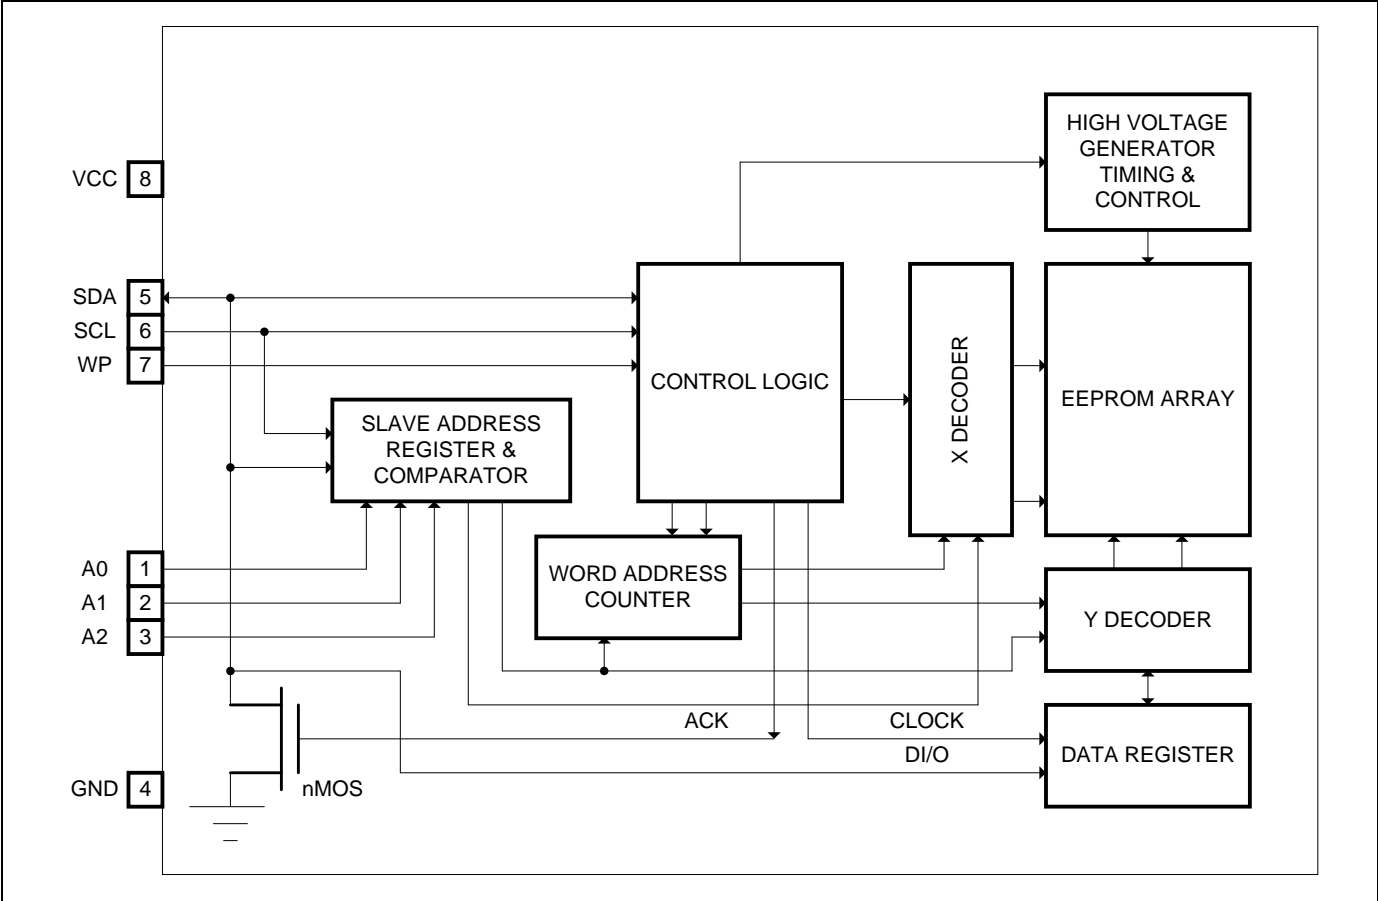 HIGH VOLTAGE
GENERATOR
TIMING &
CONTROL
VCC 8
SDA 5
SCL 6
WP 7
CONTROL LOGIC
X DECODER
EEPROM ARRAY
SLAVE ADDRESS
REGISTER &
COMPARATOR
A0 1
A1 2
A2 3
WORD ADDRESS
COUNTER
Y DECODER
ACK
CLOCK
DI/O
DATA REGISTER
GND 4
nMOS